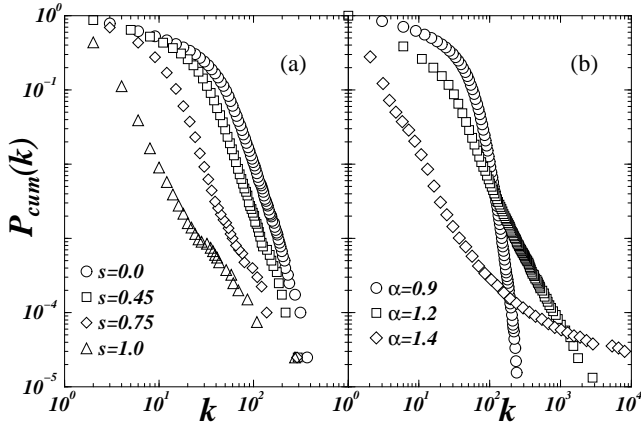 10^0
10^-1
P_cum(k)
10^-4
10^-5
(a)
s=0.0
s=0.45
s=0.75
s=1.0
10^0 10^1 10^2
k
(b)
α=0.9
α=1.2
α=1.4
10^0 10^1 10^2 10^3 10^4
k